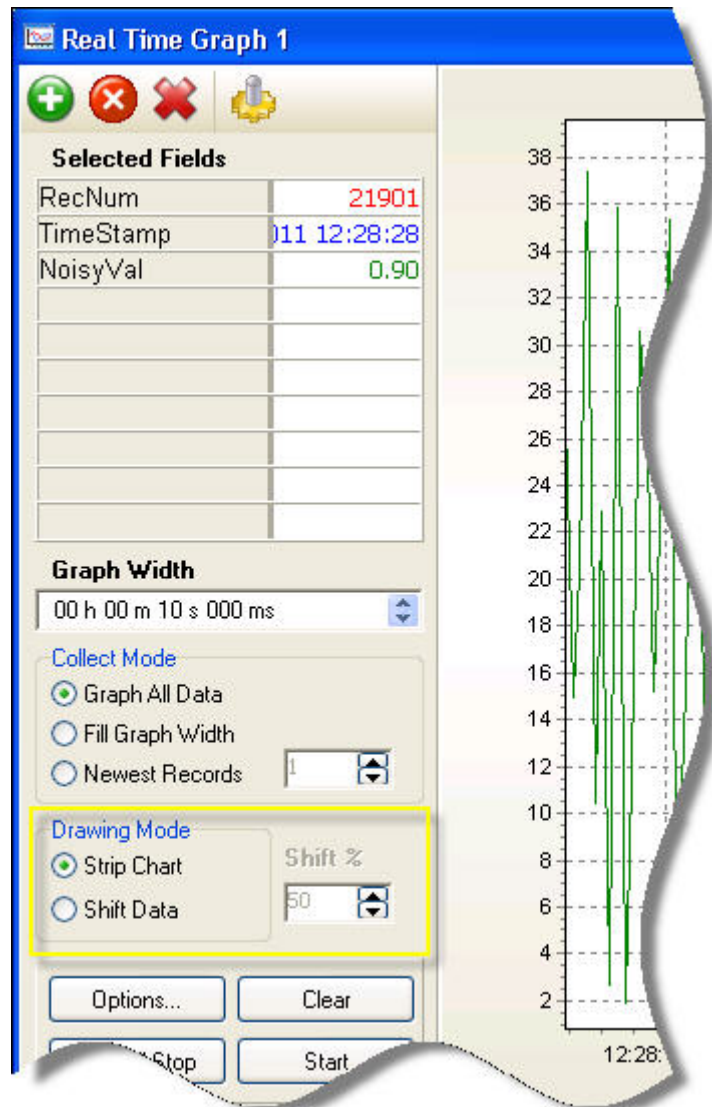 Real Time Graph 1
Selected Fields
RecNum 21901
TimeStamp 011 12:28:28
NoisyVal 0.90
Graph Width
00 h 00 m 10 s 000 ms
Collect Mode
Graph All Data
Fill Graph Width
Newest Records 1
Drawing Mode
Shift %
Strip Chart
Shift Data 50
Options... Clear
Stop Start
38
36
34
32
30
28
26
24
22
20
18
16
14
12
10
8
6
4
2
12:28: